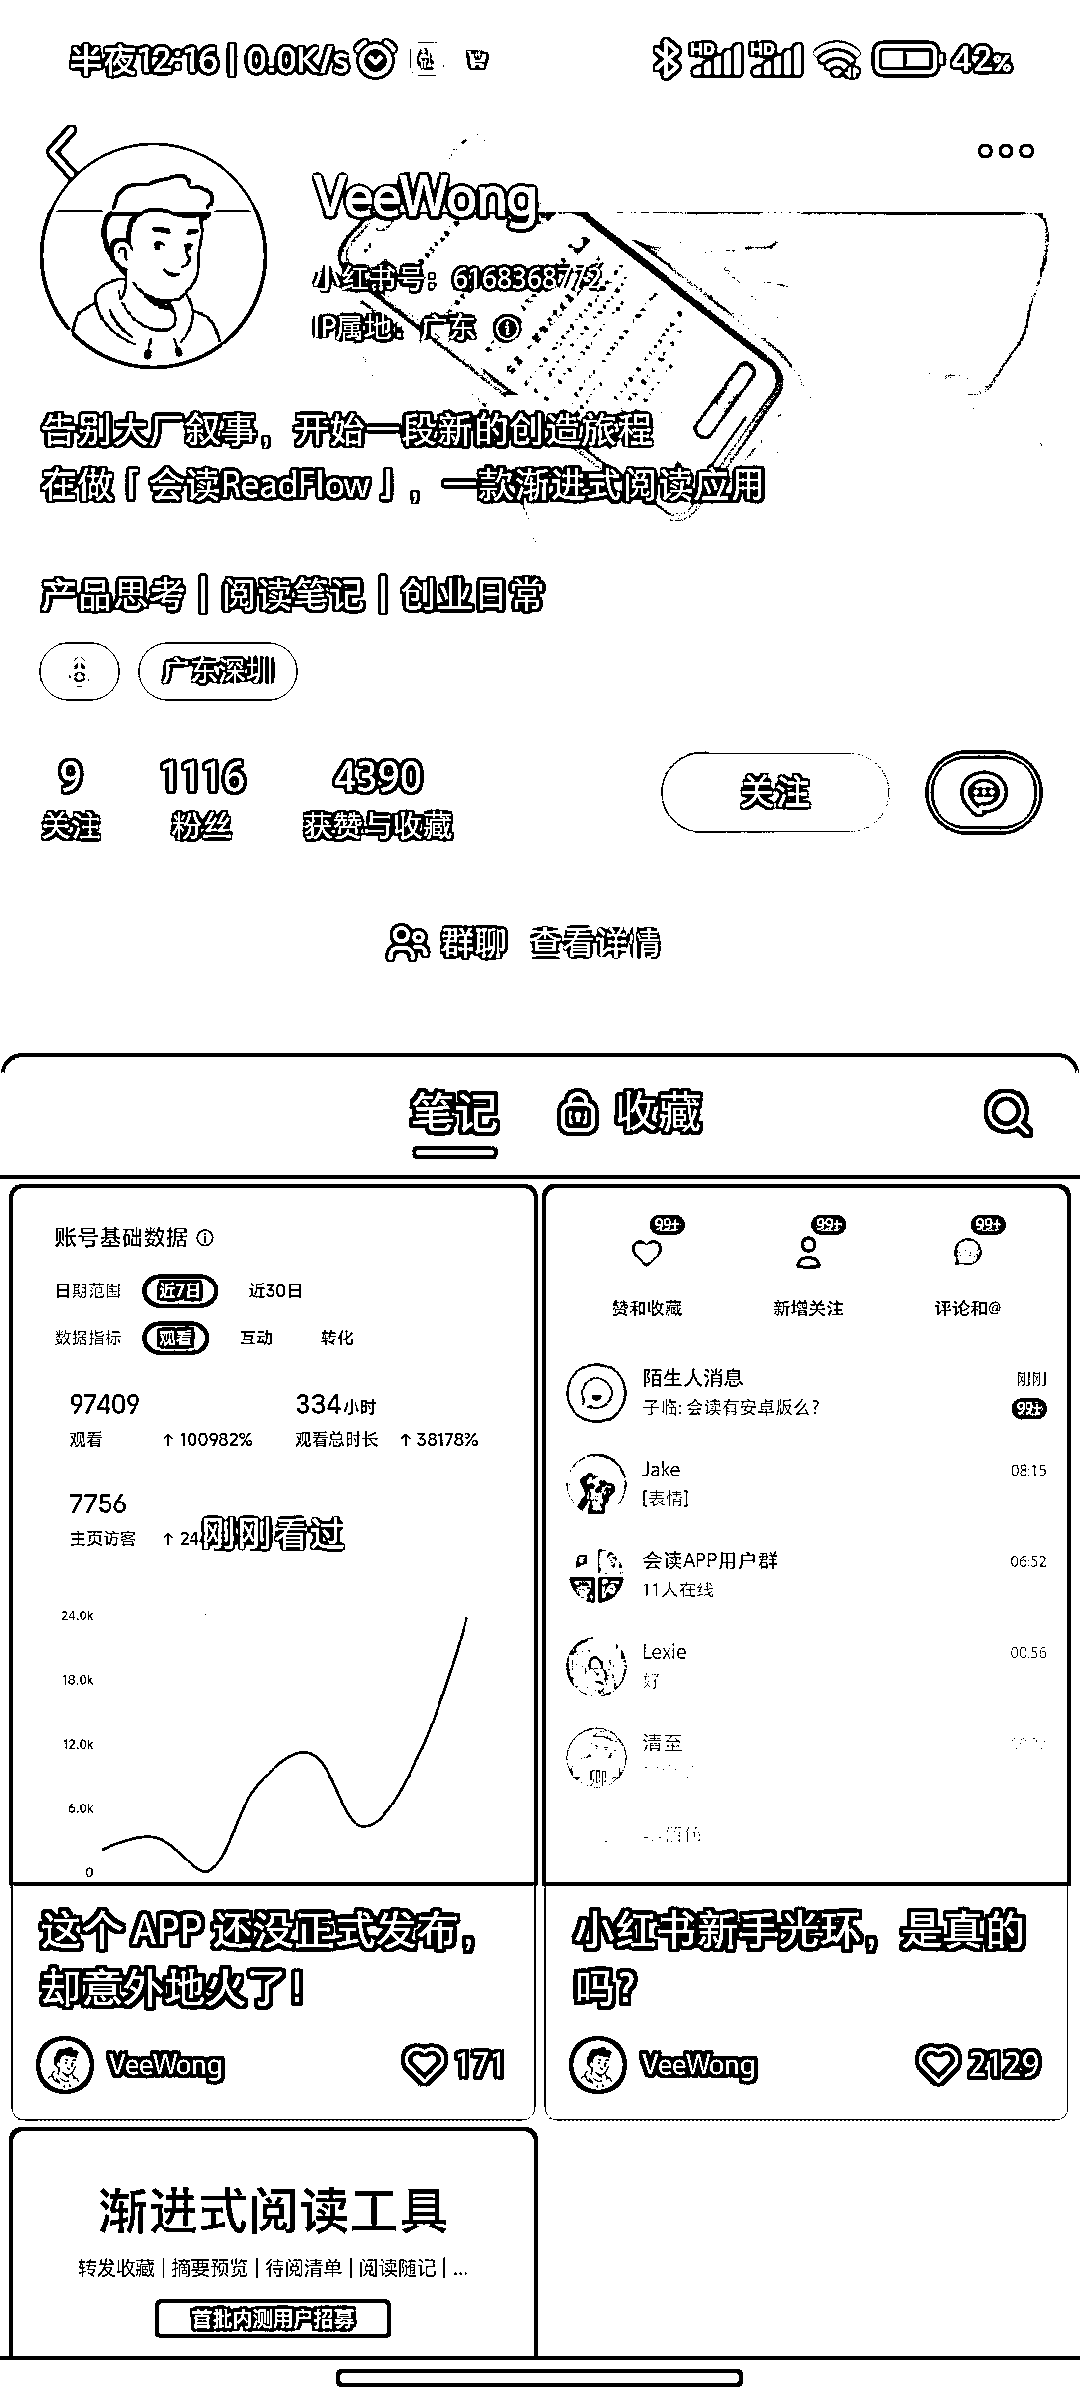 半夜12:16 | 0.0K/s
HD HD 42%
VeeWong
小红书号：6168368772
IP属地：广东
告别大厂叙事，开始一段新的创造旅程
在做「会读ReadFlow」，一款渐进式阅读应用
产品思考｜阅读笔记｜创业日常
广东深圳
9 1116 4390
关注 粉丝 获赞与收藏
关注
群聊 查看详情
笔记 收藏
账号基础数据
日期范围 近7日 近30日
数据指标 观看 互动 转化
97409 334小时
观看 ↑ 100982% 观看总时长 ↑ 38178%
7756
主页访客 ↑ 24
刚刚看过
24.0k
18.0k
12.0k
6.0k
0
这个 APP 还没正式发布，
却意外地火了！
VeeWong 171
99+ 99+ 99+
赞和收藏 新增关注 评论和@
陌生人消息 刚刚
子临: 会读有安卓版么? 99+
Jake 08:15
[表情]
会读APP用户群 06:52
11人在线
Lexie 00:56
好
清至
小红书新手光环，是真的
吗？
VeeWong 2129
渐进式阅读工具
转发收藏 | 摘要预览 | 待阅清单 | 阅读随记 | ...
首批内测用户招募